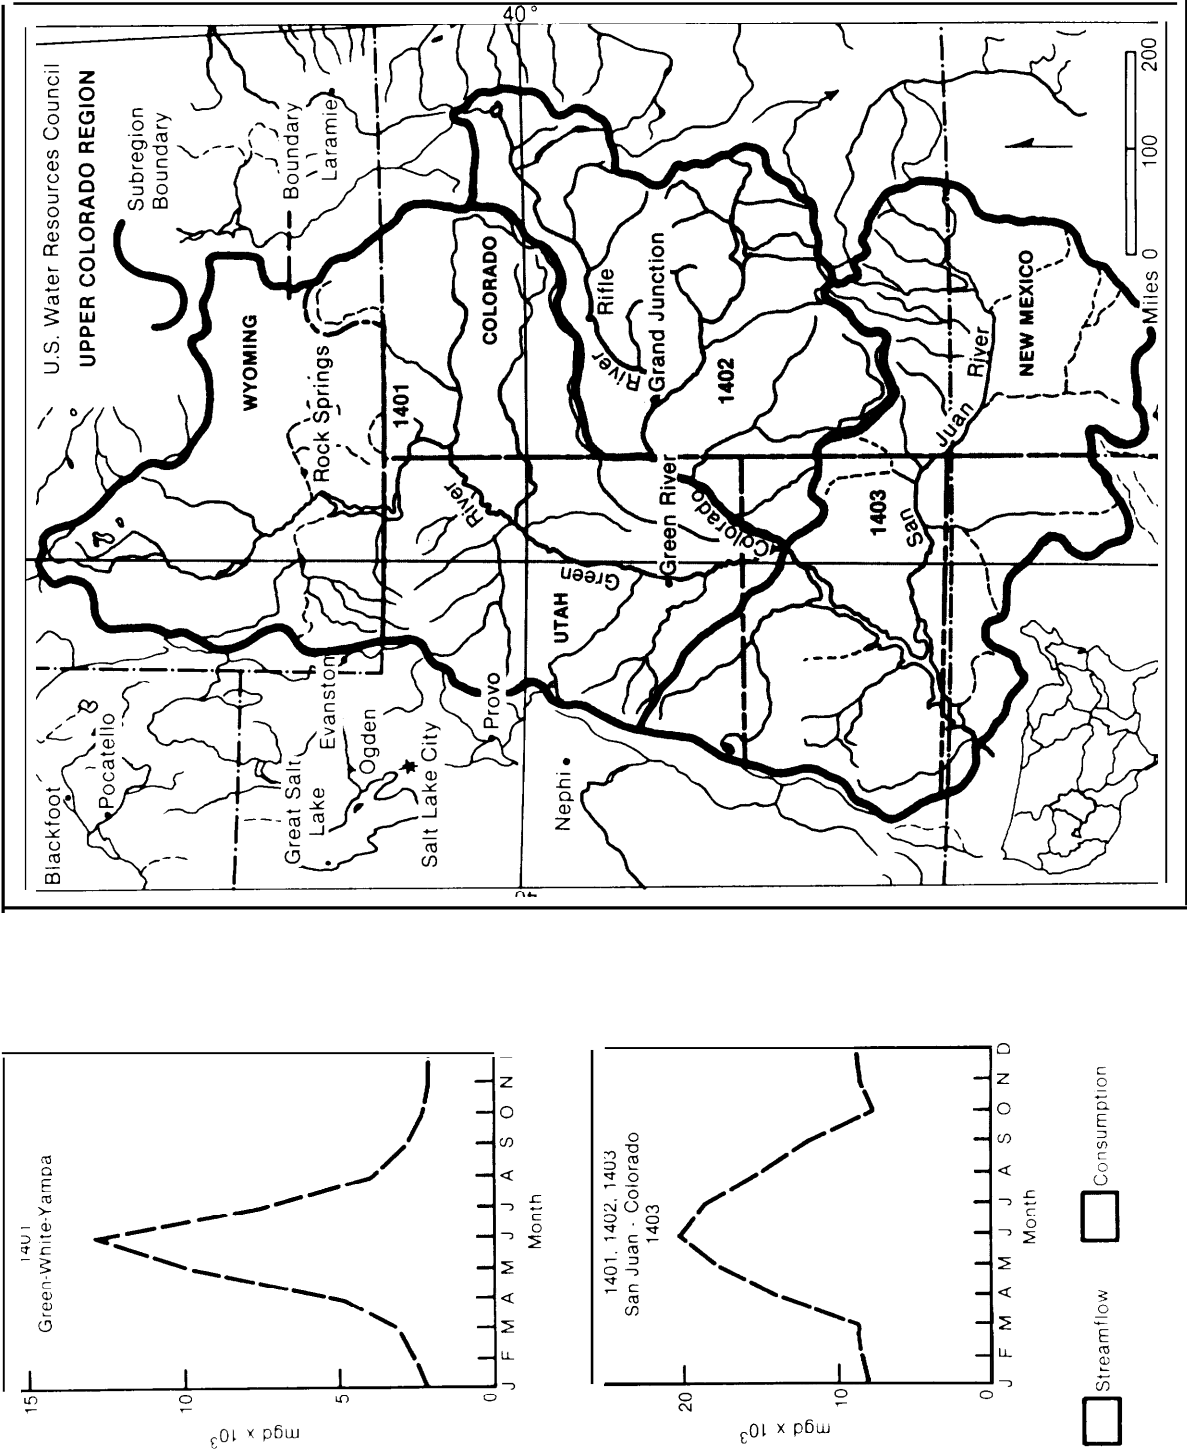 U.S. Water Resources Council
UPPER COLORADO REGION
Subregion
Boundary
Boundary
Laramie
40°
Blackfoot
Pocatello
Great Salt
Lake
Evanston
Ogden
Salt Lake City
Provo
Nephi
WYOMING
Rock Springs
1401
COLORADO
River
Green
UTAH
Green River
River
Rifle
Grand Junction
1402
Colorado
1403
San
Juan
River
NEW MEXICO
Miles 0 100 200
1401
Green-White-Yampa
15
10
5
0
mgd x 10³
J F M A M J J A S O N
Month
1401, 1402, 1403
San Juan - Colorado
1403
20
10
0
mgd x 10³
J F M A M J J A S O N D
Month
Streamflow
Consumption